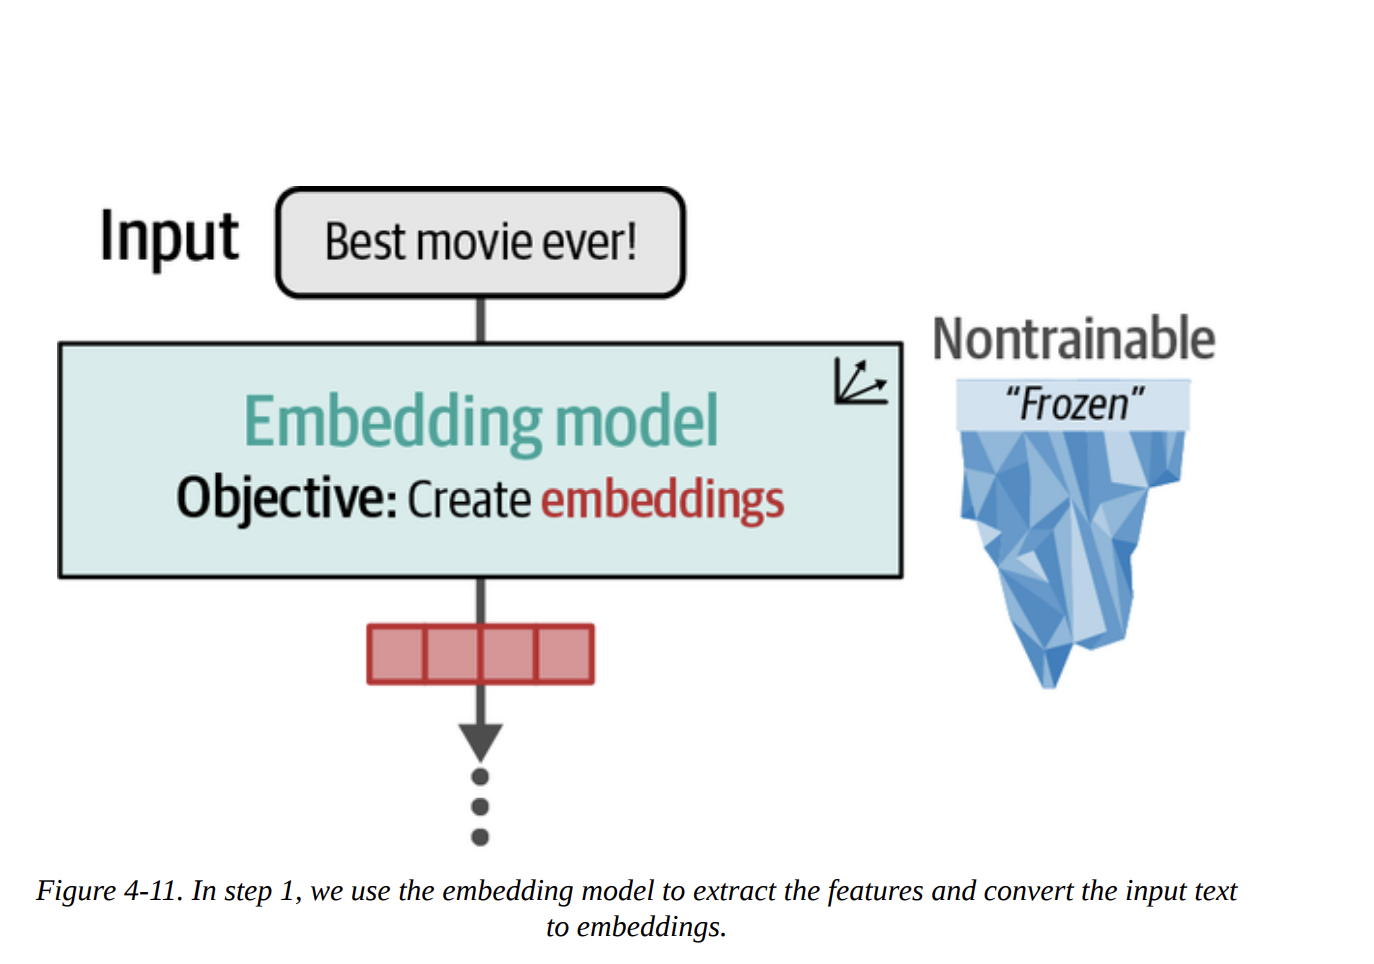 Input
Best movie ever!
Nontrainable
“Frozen”
Embedding model
Objective: Create embeddings
Figure 4-11. In step 1, we use the embedding model to extract the features and convert the input text
to embeddings.